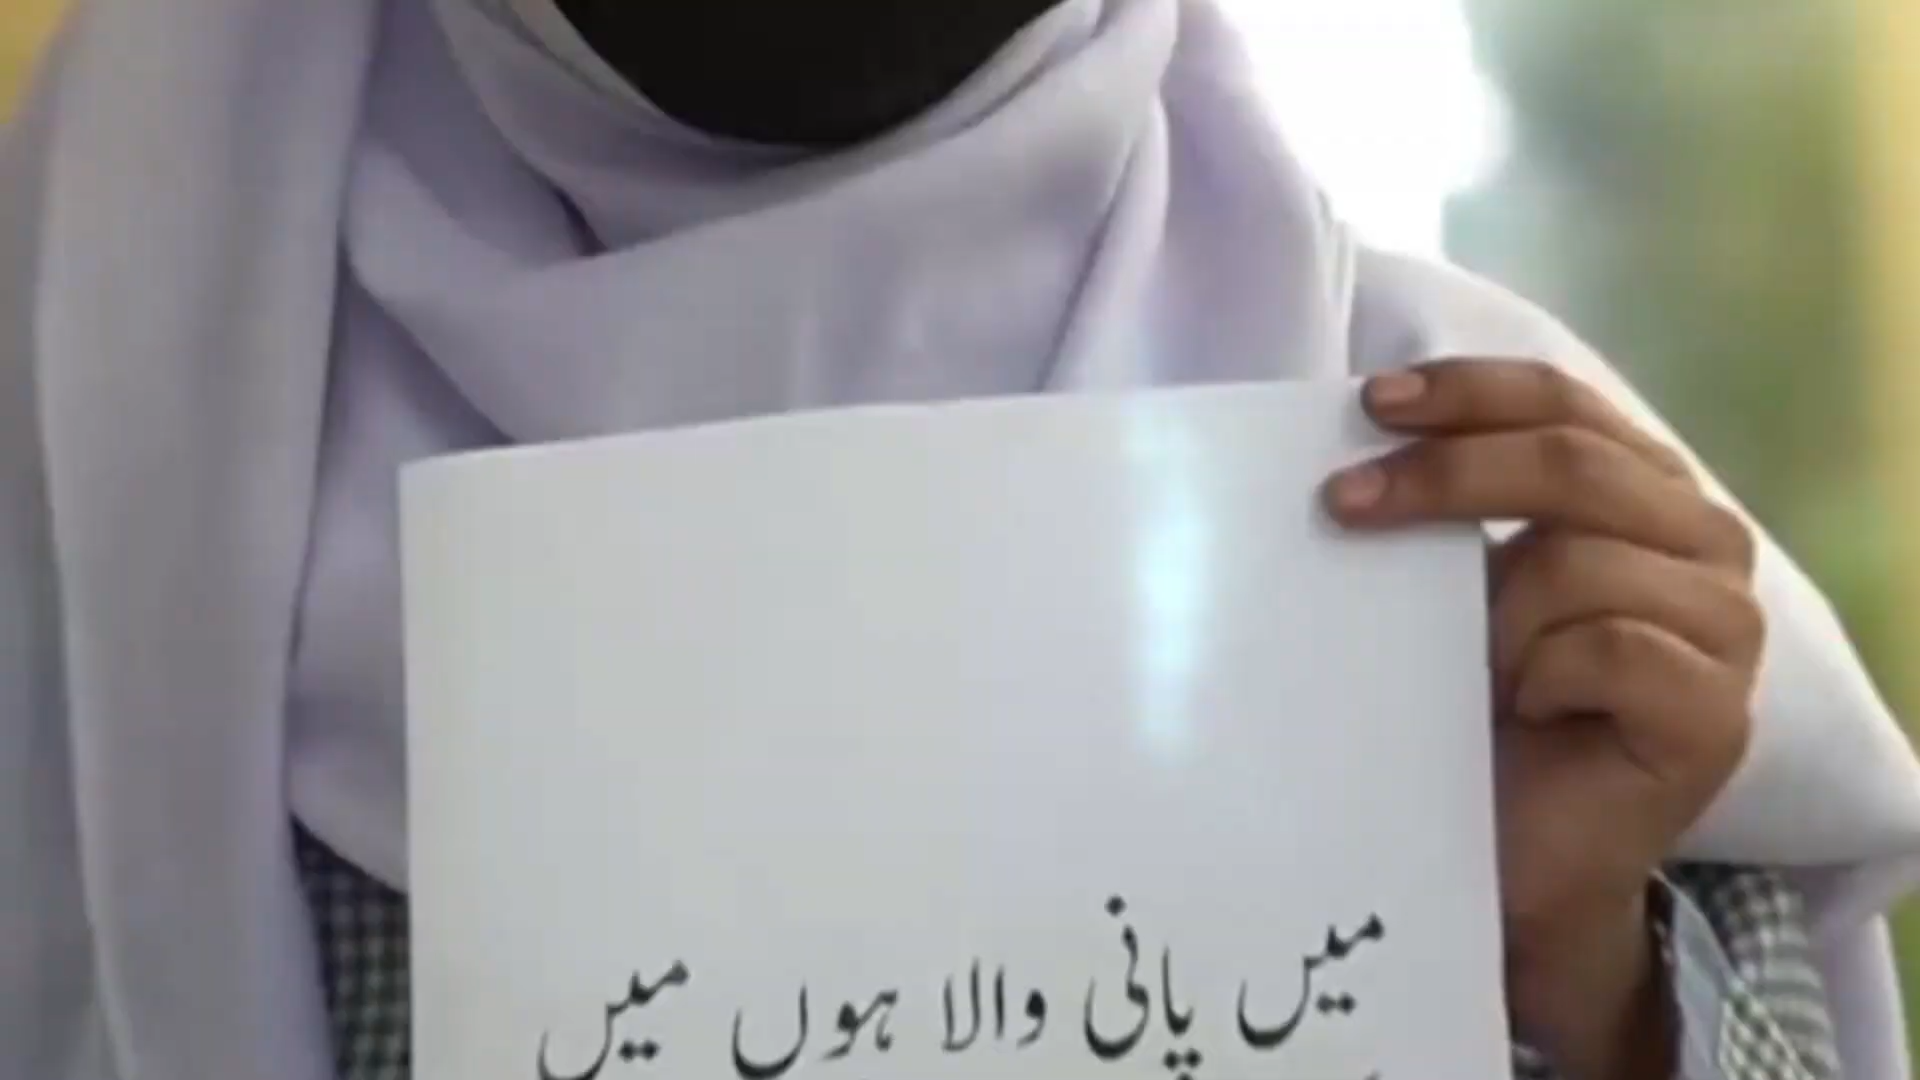 میں پانی والا ہوں میں